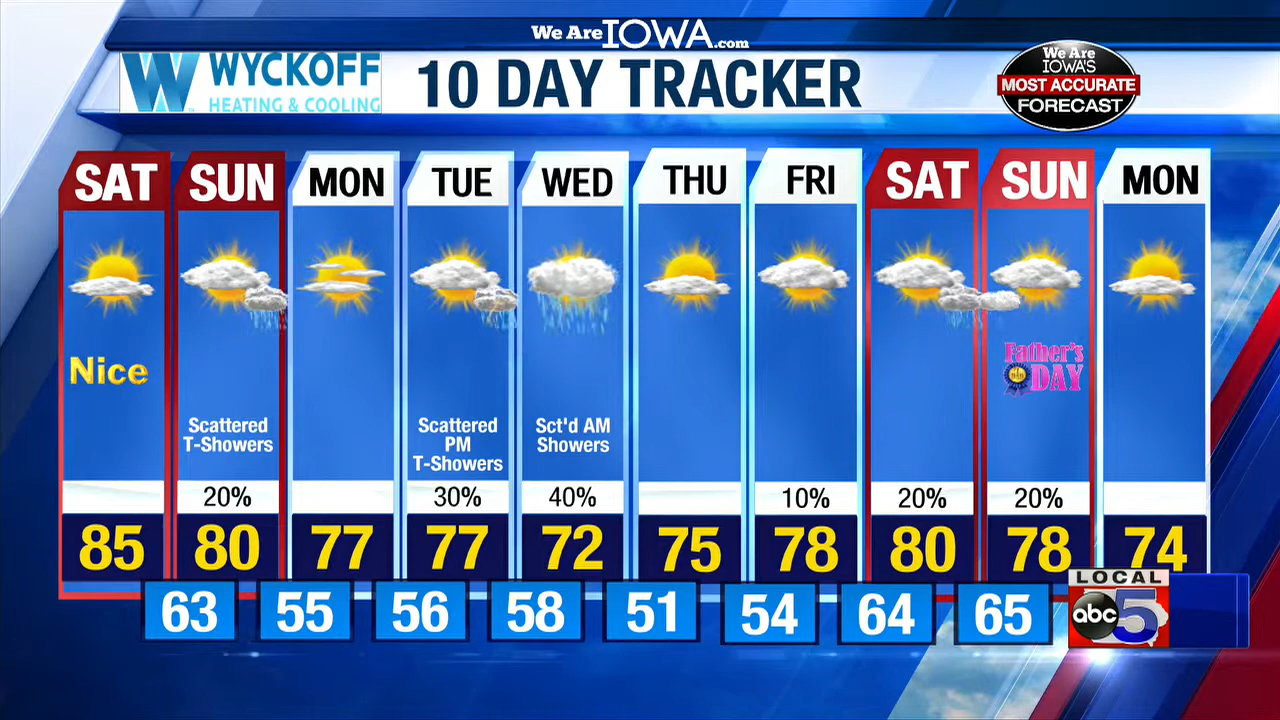 We Are IOWA.com
WYCKOFF
HEATING & COOLING
10 DAY TRACKER
We Are
IOWA'S
MOST ACCURATE
FORECAST
SAT SUN MON TUE WED THU FRI SAT SUN MON
Nice
Father's
DAY
Scattered
T-Showers
Scattered
PM
T-Showers
Sct'd AM
Showers
20% 30% 40% 10% 20% 20%
85 80 77 77 72 75 78 80 78 74
63 55 56 58 51 54 64 65
LOCAL
abc 5